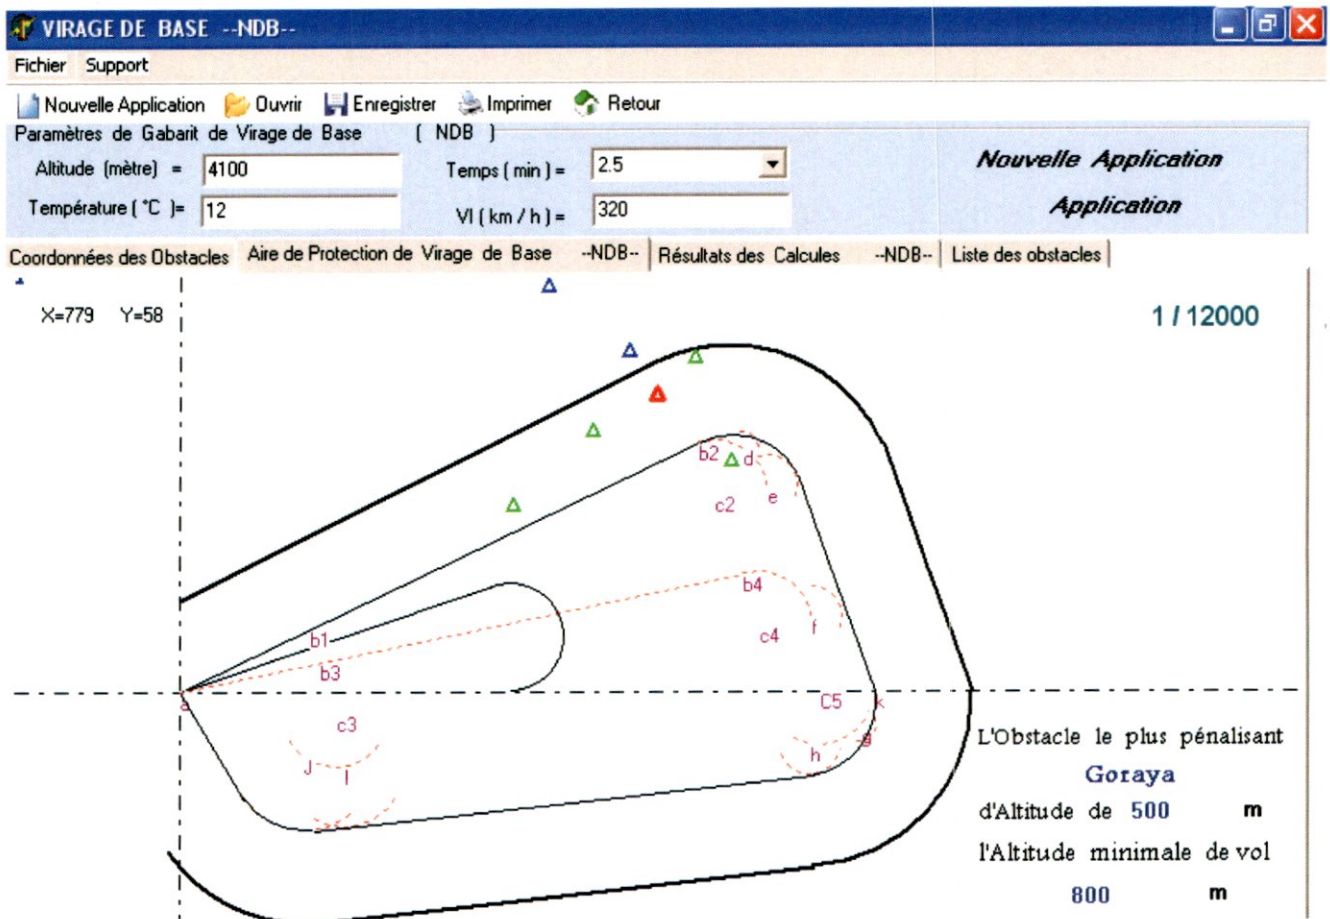 VIRAGE DE BASE --NDB--
Fichier Support
Nouvelle Application Ouvrir Enregistrer Imprimer Retour
Paramètres de Gabarit de Virage de Base ( NDB )
Altitude (mètre) = 4100 Temps ( min ) = 2.5 Nouvelle Application
Température ( °C )= 12 VI ( km / h ) = 320 Application
Coordonnées des Obstacles Aire de Protection de Virage de Base --NDB-- Résultats des Calcules --NDB-- Liste des obstacles
X=779 Y=58
1 / 12000
b2 d
e
c2
b4
f
c4
b1
b3
a
C5 k
c3
g
h
J
I
L'Obstacle le plus pénalisant
Goraya
d'Altitude de 500 m
l'Altitude minimale de vol
800 m